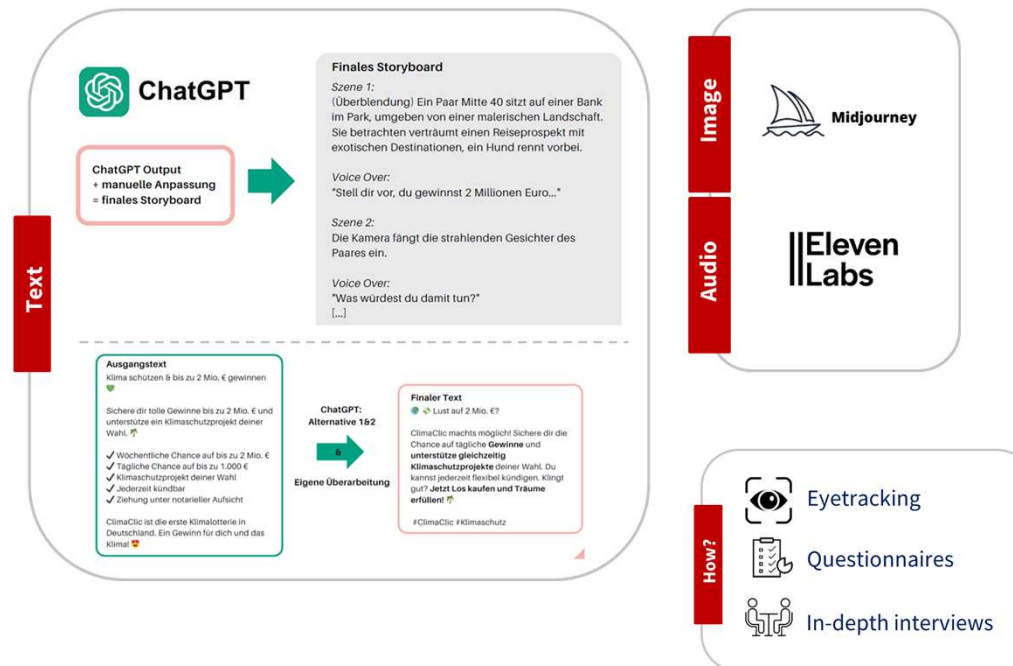 Text
ChatGPT
ChatGPT Output
+ manuelle Anpassung
= finales Storyboard
Finales Storyboard
Szene 1:
(Überblendung) Ein Paar Mitte 40 sitzt auf einer Bank
im Park, umgeben von einer malerischen Landschaft.
Sie betrachten verträumt einen Reiseprospekt mit
exotischen Destinationen, ein Hund rennt vorbei.
Voice Over:
"Stell dir vor, du gewinnst 2 Millionen Euro..."
Szene 2:
Die Kamera fängt die strahlenden Gesichter des
Paares ein.
Voice Over:
"Was würdest du damit tun?"
[...]
Ausgangstext
Klima schützen & bis zu 2 Mio. € gewinnen
💚
Sichere dir tolle Gewinne bis zu 2 Mio. € und
unterstütze ein Klimaschutzprojekt deiner
Wahl. 🌴
✓ Wöchentliche Chance auf bis zu 2 Mio. €
✓ Tägliche Chance auf bis zu 1.000 €
✓ Klimaschutzprojekt deiner Wahl
✓ Jederzeit kündbar
✓ Ziehung unter notarieller Aufsicht
ClimaClic ist die erste Klimalotterie in
Deutschland. Ein Gewinn für dich und das
Klima! 😍
ChatGPT:
Alternative 1&2
&
Eigene Überarbeitung
Finaler Text
🌍 💸 Lust auf 2 Mio. €?
ClimaClic machts möglich! Sichere dir die
Chance auf tägliche Gewinne und
unterstütze gleichzeitig
Klimaschutzprojekte deiner Wahl. Du
kannst jederzeit flexibel kündigen. Klingt
gut? Jetzt Los kaufen und Träume
erfüllen! 🌴
#ClimaClic #Klimaschutz
Image
Midjourney
Audio
||Eleven
Labs
How?
Eyetracking
Questionnaires
In-depth interviews